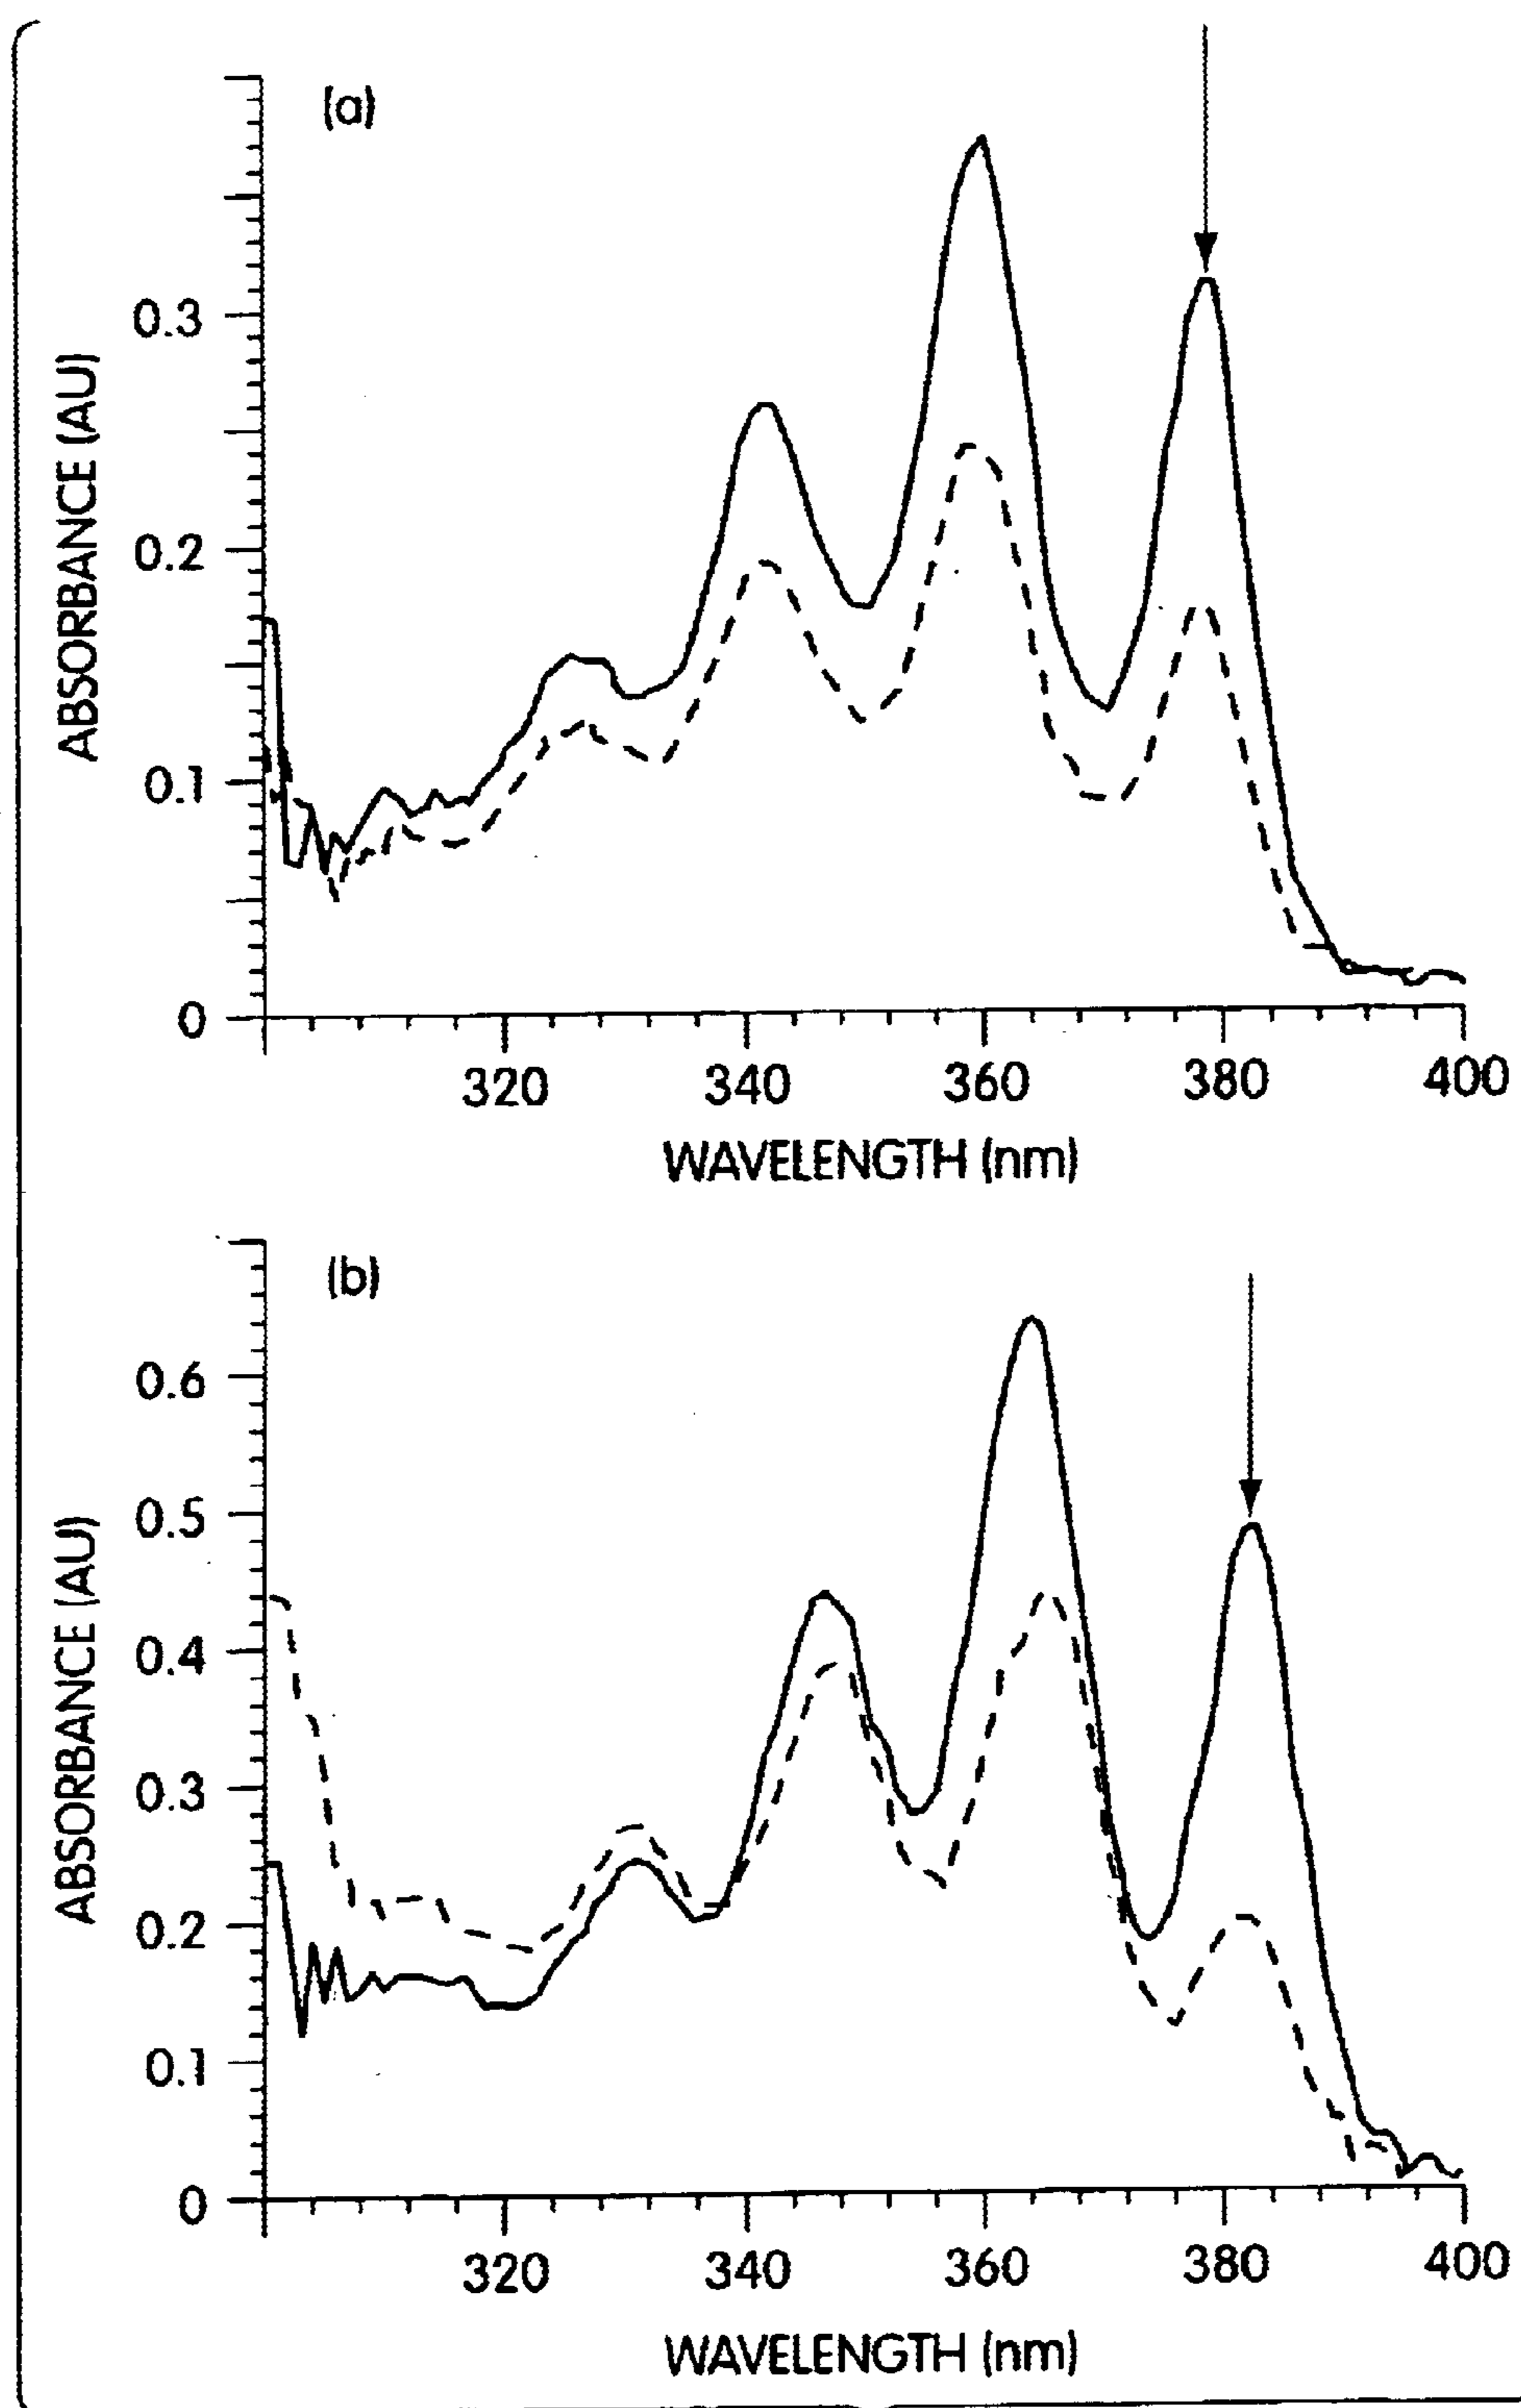 (a)
ABSORBANCE (AU)
0.3
0.2
0.1
0
320 340 360 380 400
WAVELENGTH (nm)
(b)
ABSORBANCE (AU)
0.6
0.5
0.4
0.3
0.2
0.1
0
320 340 360 380 400
WAVELENGTH (nm)